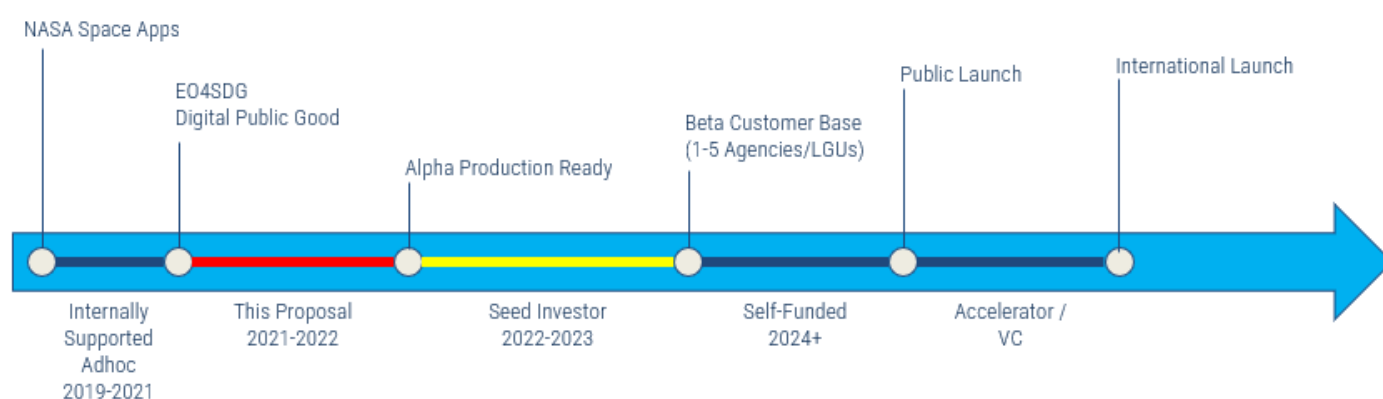 NASA Space Apps
EO4SDG
Digital Public Good
Alpha Production Ready
Beta Customer Base
(1-5 Agencies/LGUs)
Public Launch
International Launch
Internally
Supported
Adhoc
2019-2021
This Proposal
2021-2022
Seed Investor
2022-2023
Self-Funded
2024+
Accelerator /
VC